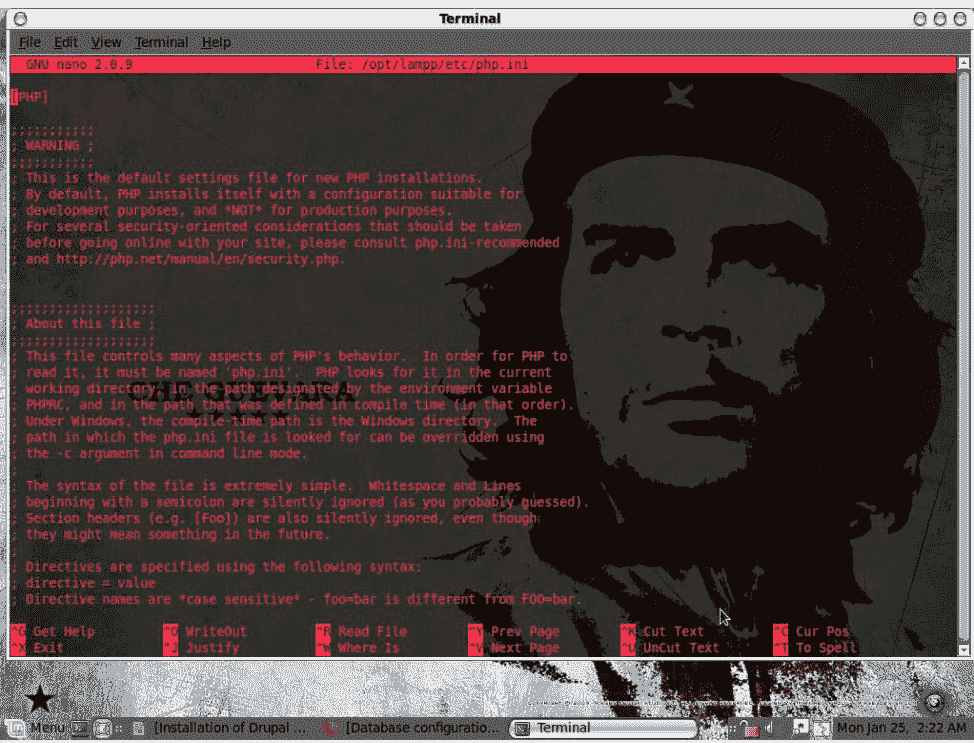 Terminal
File Edit View Terminal Help
GNU nano 2.0.9 File: /opt/lampp/etc/php.ini
[PHP]
;;;;;;;;;;;
; WARNING ;
;;;;;;;;;;;
; This is the default settings file for new PHP installations.
; By default, PHP installs itself with a configuration suitable for
; development purposes, and *NOT* for production purposes.
; For several security-oriented considerations that should be taken
; before going online with your site, please consult php.ini-recommended
; and http://php.net/manual/en/security.php.
;;;;;;;;;;;;;;;;;;;
; About this file ;
;;;;;;;;;;;;;;;;;;;
; This file controls many aspects of PHP's behavior. In order for PHP to
; read it, it must be named 'php.ini'. PHP looks for it in the current
; working directory, in the path designated by the environment variable
; PHPRC, and in the path that was defined in compile time (in that order).
; Under Windows, the compile-time path is the Windows directory. The
; path in which the php.ini file is looked for can be overridden using
; the -c argument in command line mode.
;
; The syntax of the file is extremely simple. Whitespace and Lines
; beginning with a semicolon are silently ignored (as you probably guessed).
; Section headers (e.g. [Foo]) are also silently ignored, even though
; they might mean something in the future.
;
; Directives are specified using the following syntax:
; directive = value
; Directive names are *case sensitive* - foo=bar is different from FOO=bar.
^G Get Help ^O WriteOut ^R Read File ^Y Prev Page ^K Cut Text ^C Cur Pos
^X Exit ^J Justify ^W Where Is ^V Next Page ^U UnCut Text ^T To Spell
CHE GUEVARA
Menu [Installation of Drupal ... [Database configuratio... Terminal Mon Jan 25, 2:22 AM